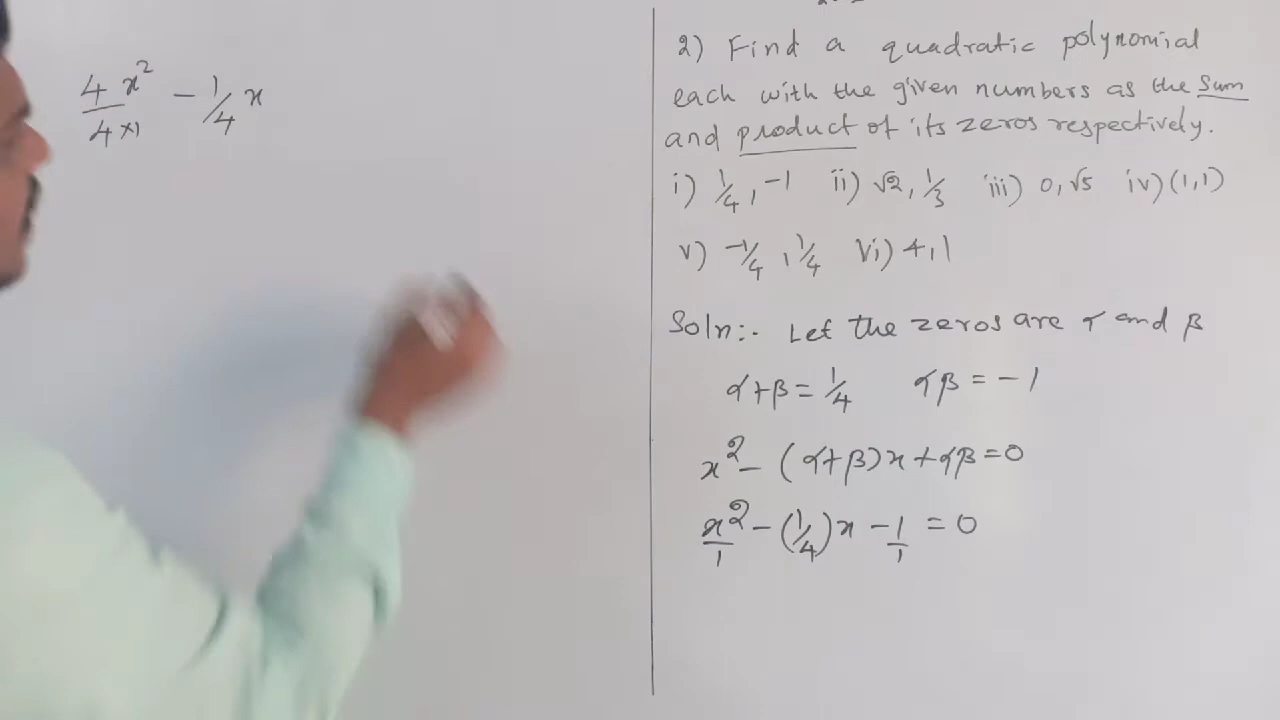 4x² / 4×1 - 1/4 x
2) Find a quadratic polynomial
each with the given numbers as the Sum
and product of its zeros respectively.
i) 1/4, -1 ii) √2, 1/3 iii) 0, √5 iv) (1,1)
v) -1/4, 1/4 vi) 4,1
Soln:- Let the zeros are α and β
α+β = 1/4 αβ = -1
x² - (α+β)x + αβ = 0
x²/1 - (1/4)x - 1/1 = 0